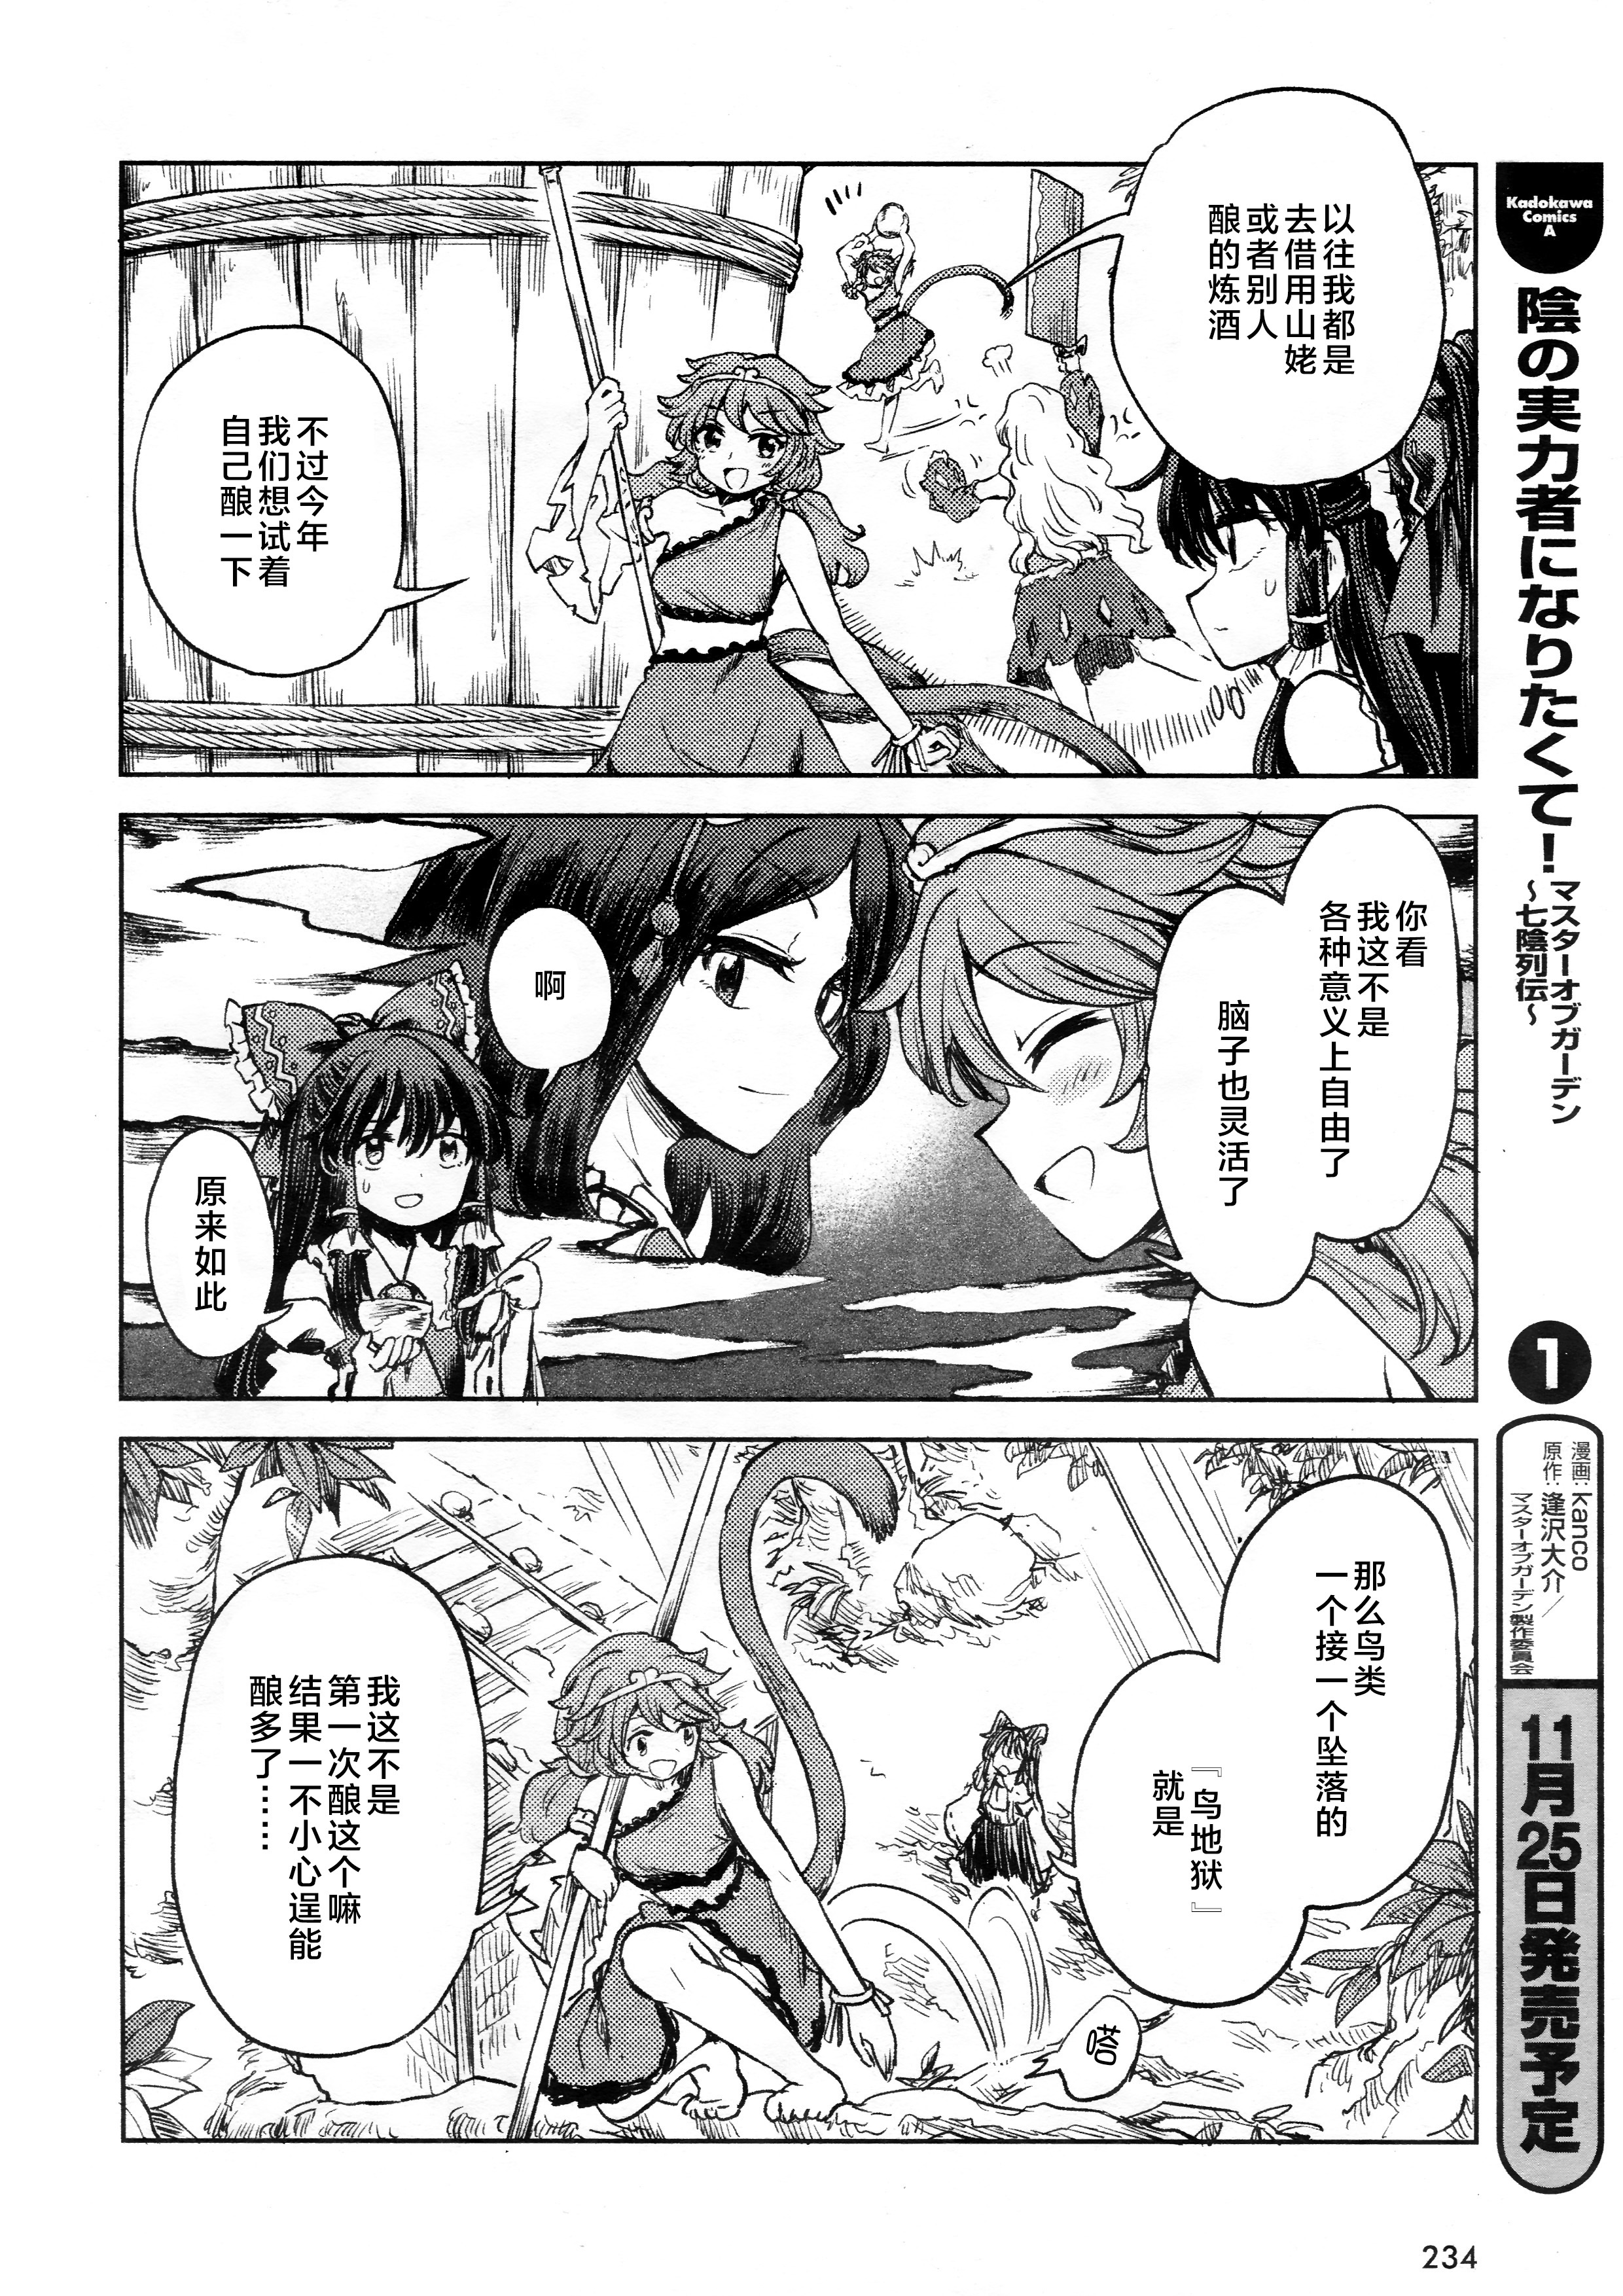 以往我都是
去借用山姥
或者别人
酿的炼酒
不过今年
我们想试着
自己酿一下
你看
我这不是
各种意义上自由了
脑子也灵活了
啊
原来如此
那么鸟类
一个接一个坠落的
『鸟地狱』
就是
嗒
我这不是
第一次酿这个嘛
结果一不小心逞能
酿多了……
Kadokawa
Comics
A
陰の実力者になりたくて！
マスターオブガーデン
～七陰列伝～
1
漫画：kanco
原作：逢沢大介／
マスターオブガーデン製作委員会
11月25日発売予定
234